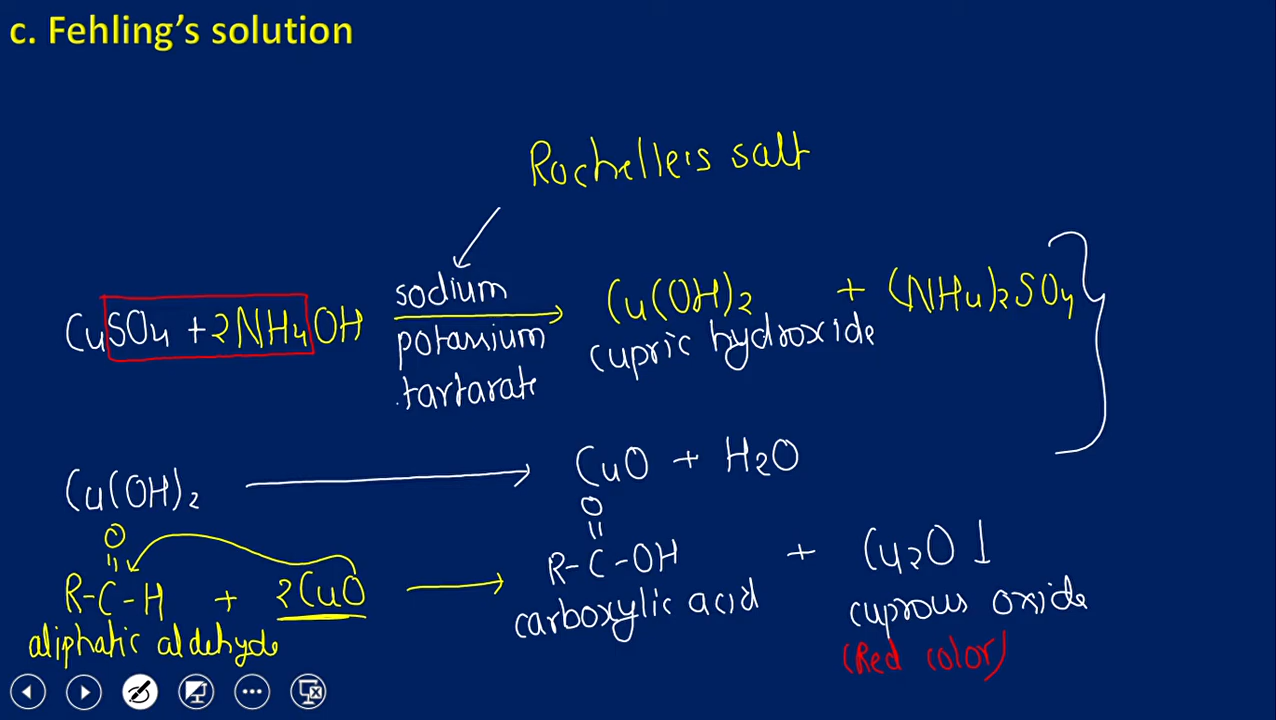 c. Fehling's solution
Rochelle's salt
CuSO4 + 2NH4OH sodium potassium tartarate Cu(OH)2 + (NH4)2SO4
cupric hydroxide
Cu(OH)2 CuO + H2O
O O
R-C-H + 2CuO R-C-OH + Cu2O ↓
aliphatic aldehyde carboxylic acid cuprous oxide
(Red color)